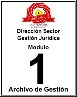 Dirección Sector
Gestión Jurídica
Modulo
1
Archivo de Gestión